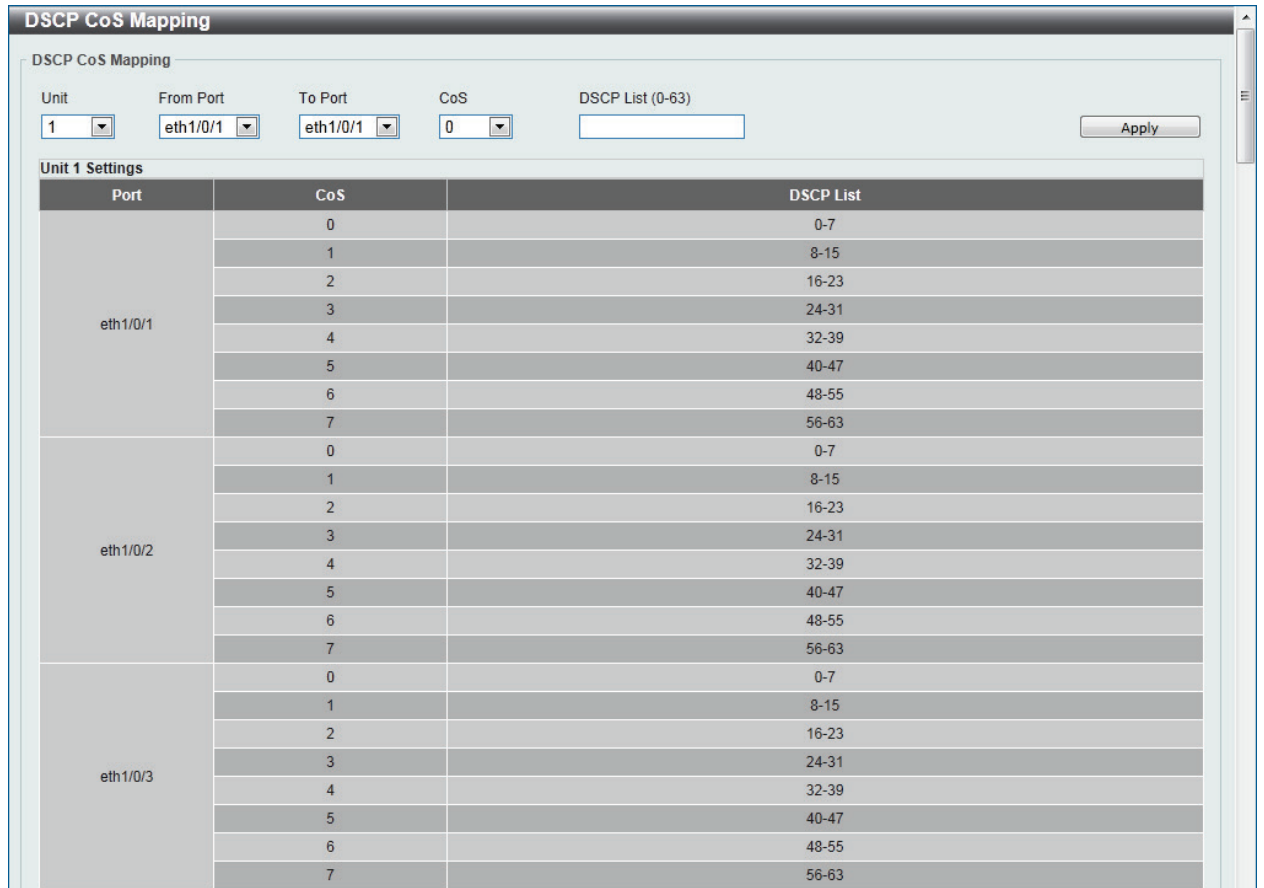 DSCP CoS Mapping
DSCP CoS Mapping
Unit From Port To Port CoS DSCP List (0-63)
1 eth1/0/1 eth1/0/1 0 Apply
Unit 1 Settings
Port CoS DSCP List
eth1/0/1
0 0-7
1 8-15
2 16-23
3 24-31
4 32-39
5 40-47
6 48-55
7 56-63
eth1/0/2
0 0-7
1 8-15
2 16-23
3 24-31
4 32-39
5 40-47
6 48-55
7 56-63
eth1/0/3
0 0-7
1 8-15
2 16-23
3 24-31
4 32-39
5 40-47
6 48-55
7 56-63